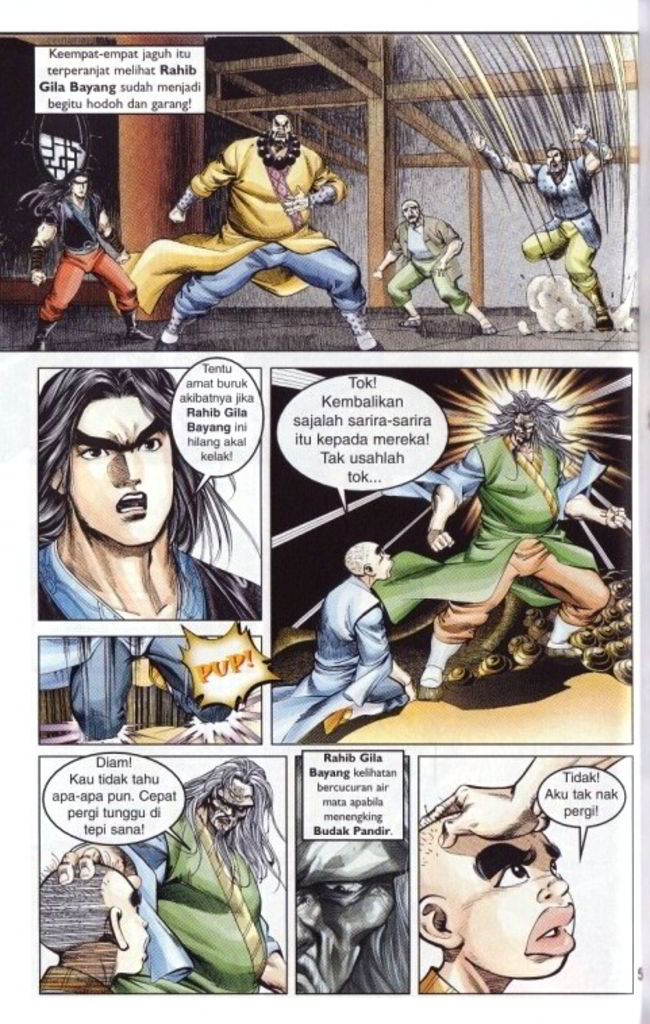 Keempat-empat jaguh itu
terperanjat melihat Rahib
Gila Bayang sudah menjadi
begitu hodoh dan garang!
Tentu
amat buruk
akibatnya jika
Rahib Gila
Bayang ini
hilang akal
kelak!
Tok!
Kembalikan
sajalah sarira-sarira
itu kepada mereka!
Tak usahlah
tok...
PUP!
Diam!
Kau tidak tahu
apa-apa pun. Cepat
pergi tunggu di
tepi sana!
Rahib Gila
Bayang kelihatan
bercucuran air
mata apabila
menengking
Budak Pandir.
Tidak!
Aku tak nak
pergi!
5